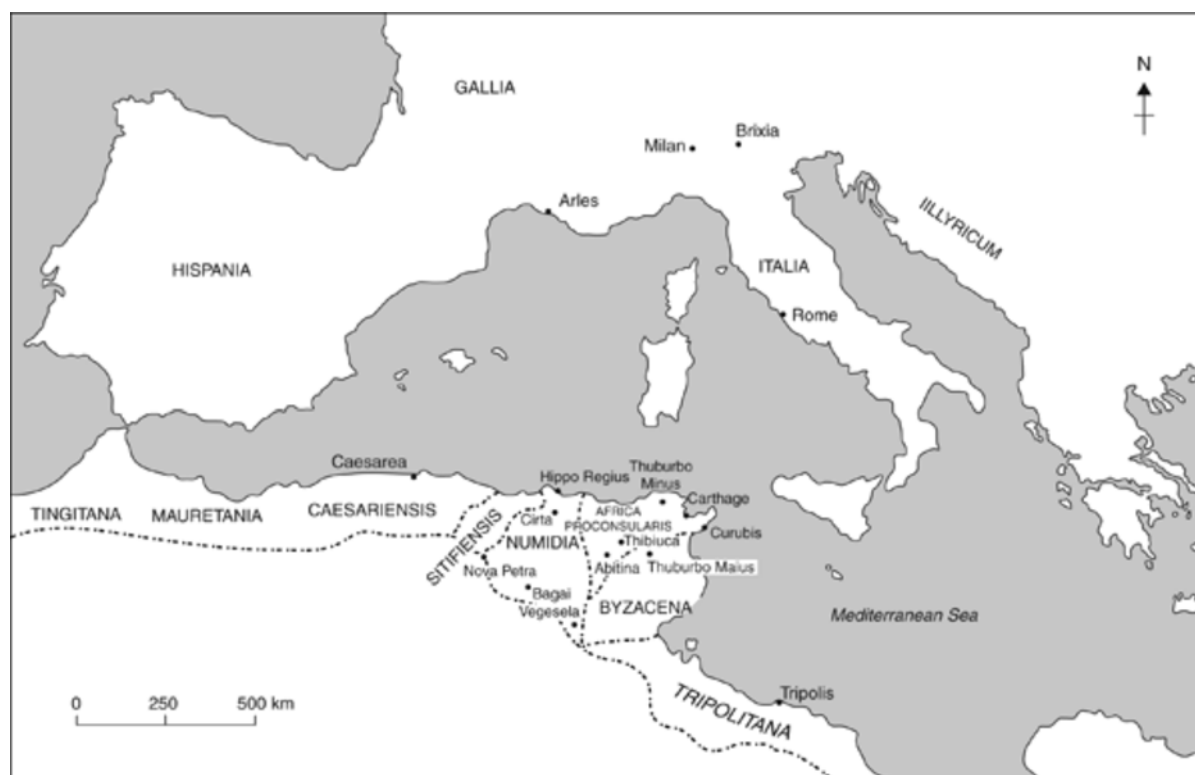 N
GALLIA
Milan
Brixia
Arles
IILLYRICUM
HISPANIA
ITALIA
Rome
Caesarea
Hippo Regius
Thuburbo
Minus
Carthage
TINGITANA
MAURETANIA
CAESARIENSIS
SITIFIENSIS
Cirta
AFRICA
PROCONSULARIS
Curubis
NUMIDIA
Thibiuca
Nova Petra
Abitina
Thuburbo Maius
Bagai
Vegesela
BYZACENA
Mediterranean Sea
0 250 500 km
TRIPOLITANA
Tripolis